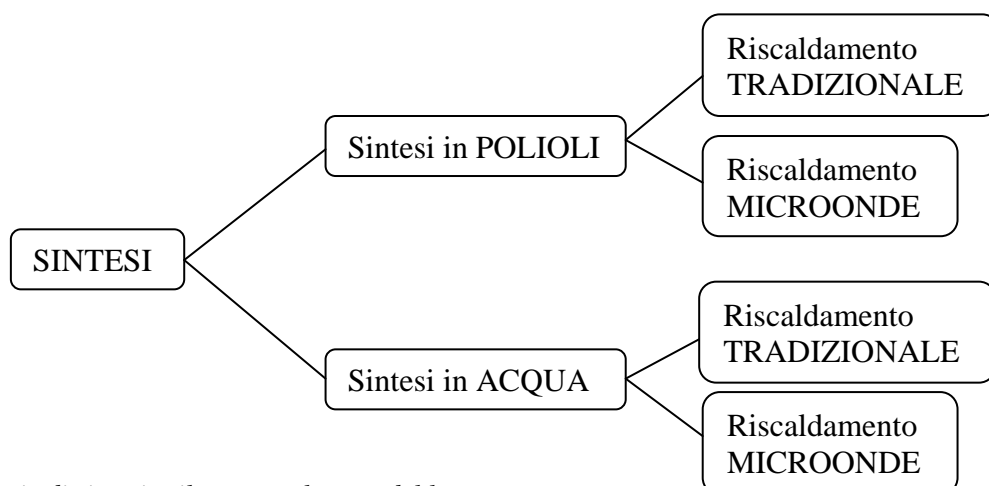 Riscaldamento
TRADIZIONALE
Sintesi in POLIOLI
Riscaldamento
MICROONDE
SINTESI
Riscaldamento
TRADIZIONALE
Sintesi in ACQUA
Riscaldamento
MICROONDE